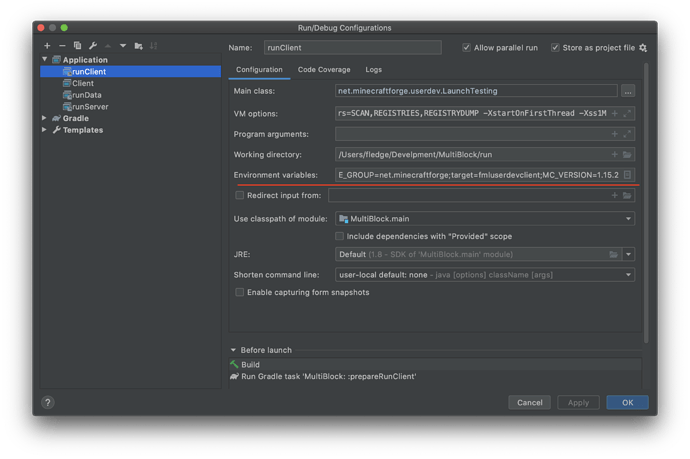 Run/Debug Configurations
Name: runClient Allow parallel run Store as project file
Application
runClient
Client
runData
runServer
Gradle
Templates
Configuration Code Coverage Logs
Main class: net.minecraftforge.userdev.LaunchTesting ...
VM options: rs=SCAN,REGISTRIES,REGISTRYDUMP -XstartOnFirstThread -Xss1M
Program arguments:
Working directory: /Users/fledge/Develpment/MultiBlock/run
Environment variables: E_GROUP=net.minecraftforge;target=fmluserdevclient;MC_VERSION=1.15.2
Redirect input from:
Use classpath of module: MultiBlock.main
Include dependencies with "Provided" scope
JRE: Default (1.8 - SDK of 'MultiBlock.main' module)
Shorten command line: user-local default: none - java [options] className [args]
Enable capturing form snapshots
Before launch
Build
Run Gradle task 'MultiBlock: :prepareRunClient'
? Cancel Apply OK